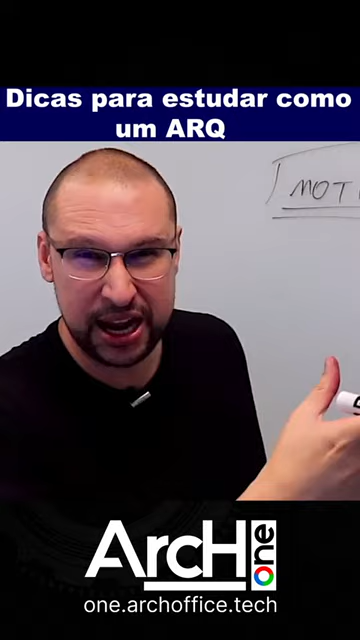 Dicas para estudar como
um ARQ
MOT
ArcH
one
one.archoffice.tech